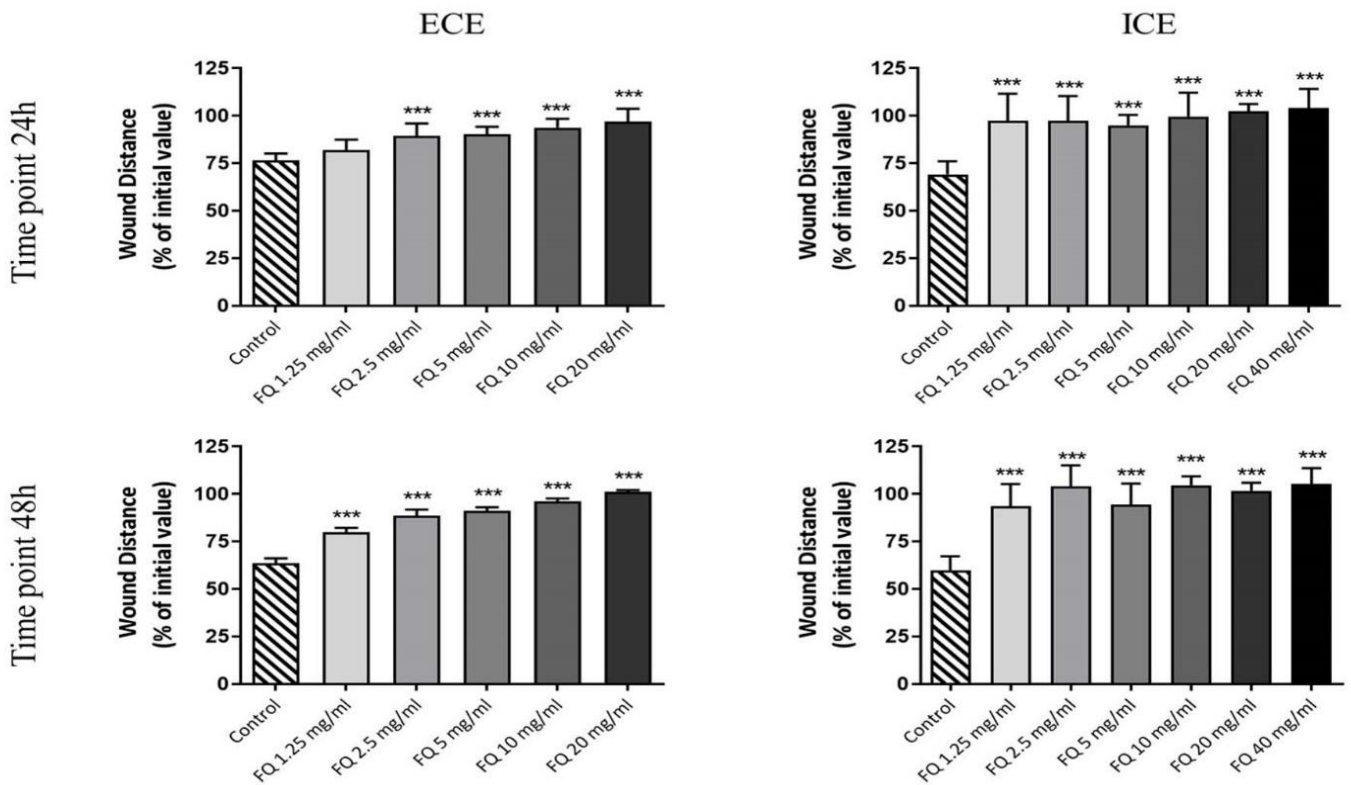 ECE
ICE
Time point 24h
Wound Distance
(% of initial value)
125
100
75
50
25
0
***
***
***
***
Control
FQ 1.25 mg/ml
FQ 2.5 mg/ml
FQ 5 mg/ml
FQ 10 mg/ml
FQ 20 mg/ml
Wound Distance
(% of initial value)
125
100
75
50
25
0
***
***
***
***
***
***
Control
FQ 1.25 mg/ml
FQ 2.5 mg/ml
FQ 5 mg/ml
FQ 10 mg/ml
FQ 20 mg/ml
FQ 40 mg/ml
Time point 48h
Wound Distance
(% of initial value)
125
100
75
50
25
0
***
***
***
***
***
Control
FQ 1.25 mg/ml
FQ 2.5 mg/ml
FQ 5 mg/ml
FQ 10 mg/ml
FQ 20 mg/ml
Wound Distance
(% of initial value)
125
100
75
50
25
0
***
***
***
***
***
***
Control
FQ 1.25 mg/ml
FQ 2.5 mg/ml
FQ 5 mg/ml
FQ 10 mg/ml
FQ 20 mg/ml
FQ 40 mg/ml